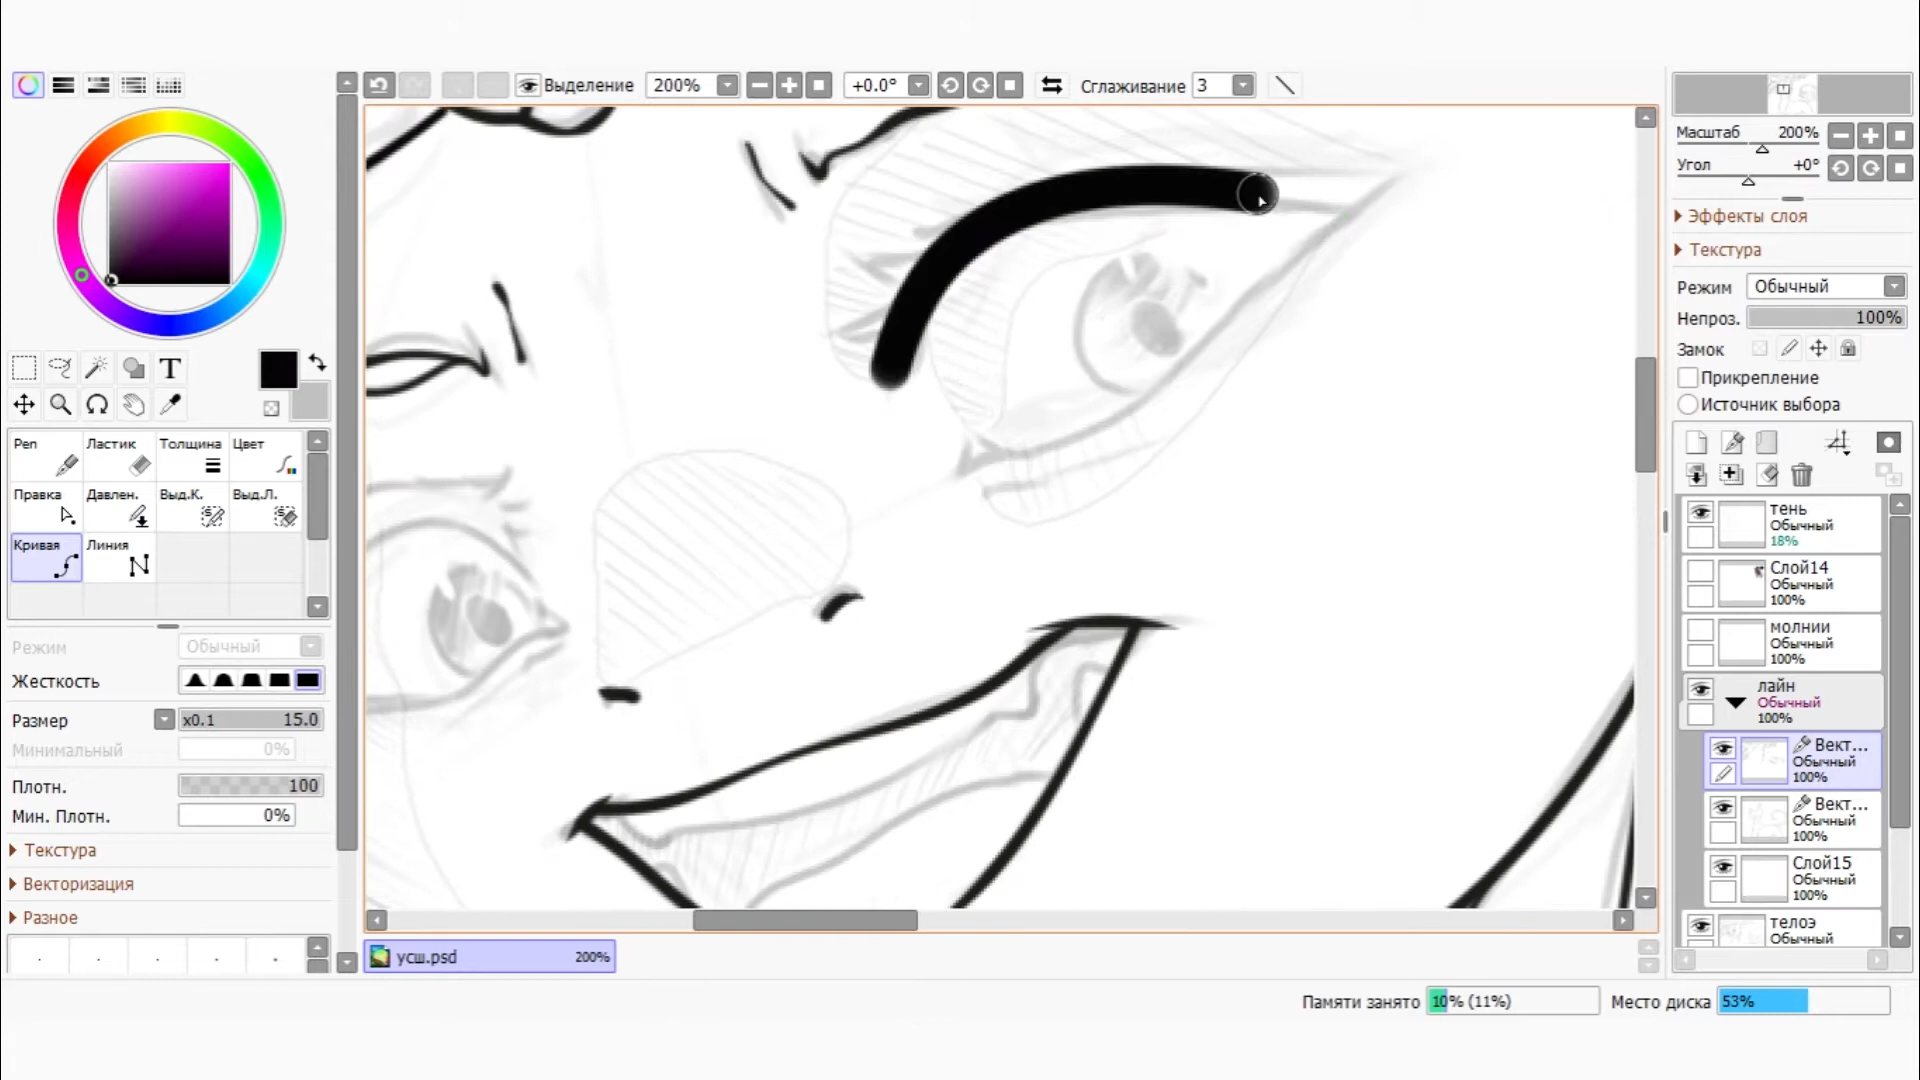 Выделение 200% +0.0° Сглаживание 3
T
Реп Ластик Толщина Цвет
Правка Давлен. Выд.К. Выд.Л.
Кривая Линия
Режим Обычный
Жесткость
Размер x0.1 15.0
Минимальный 0%
Плотн. 100
Мин. Плотн. 0%
Текстура
Векторизация
Разное
усш.psd 200%
Масштаб 200%
Угол +0°
Эффекты слоя
Текстура
Режим Обычный
Непроз. 100%
Замок
Прикрепление
Источник выбора
тень
Обычный
18%
Слой14
Обычный
100%
молнии
Обычный
100%
лайн
Обычный
100%
Вект...
Обычный
100%
Вект...
Обычный
100%
Слой15
Обычный
100%
телоэ
Обычный
Памяти занято 10% (11%) Место диска 53%